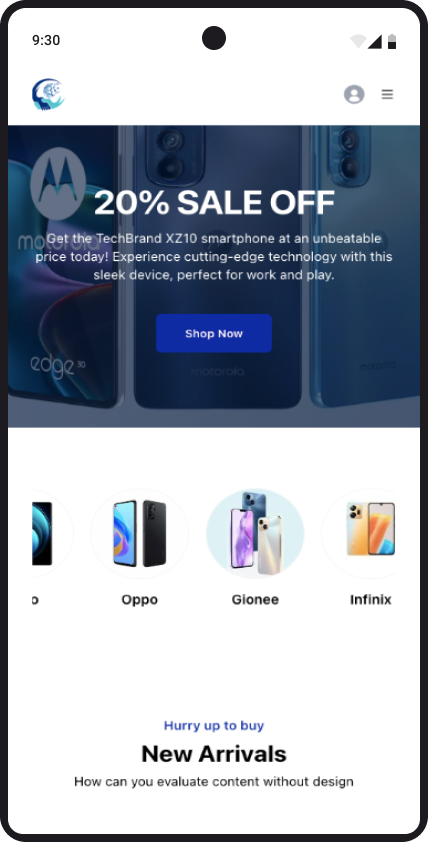 9:30
20% SALE OFF
Get the TechBrand XZ10 smartphone at an unbeatable
price today! Experience cutting-edge technology with this
sleek device, perfect for work and play.
Shop Now
edge 30
motorola
motorola
o
Oppo
Gionee
Infinix
Hurry up to buy
New Arrivals
How can you evaluate content without design